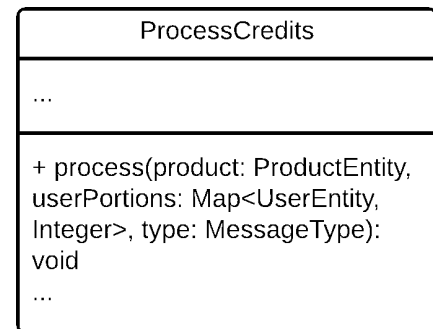 ProcessCredits
...
+ process(product: ProductEntity,
userPortions: Map<UserEntity,
Integer>, type: MessageType):
void
...